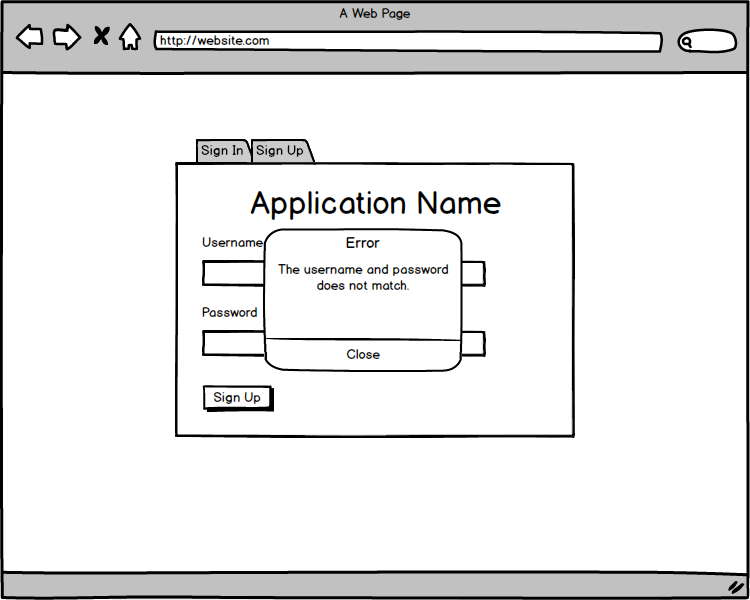 A Web Page
http://website.com
Sign In
Sign Up
Application Name
Username
Error
The username and password
does not match.
Password
Close
Sign Up